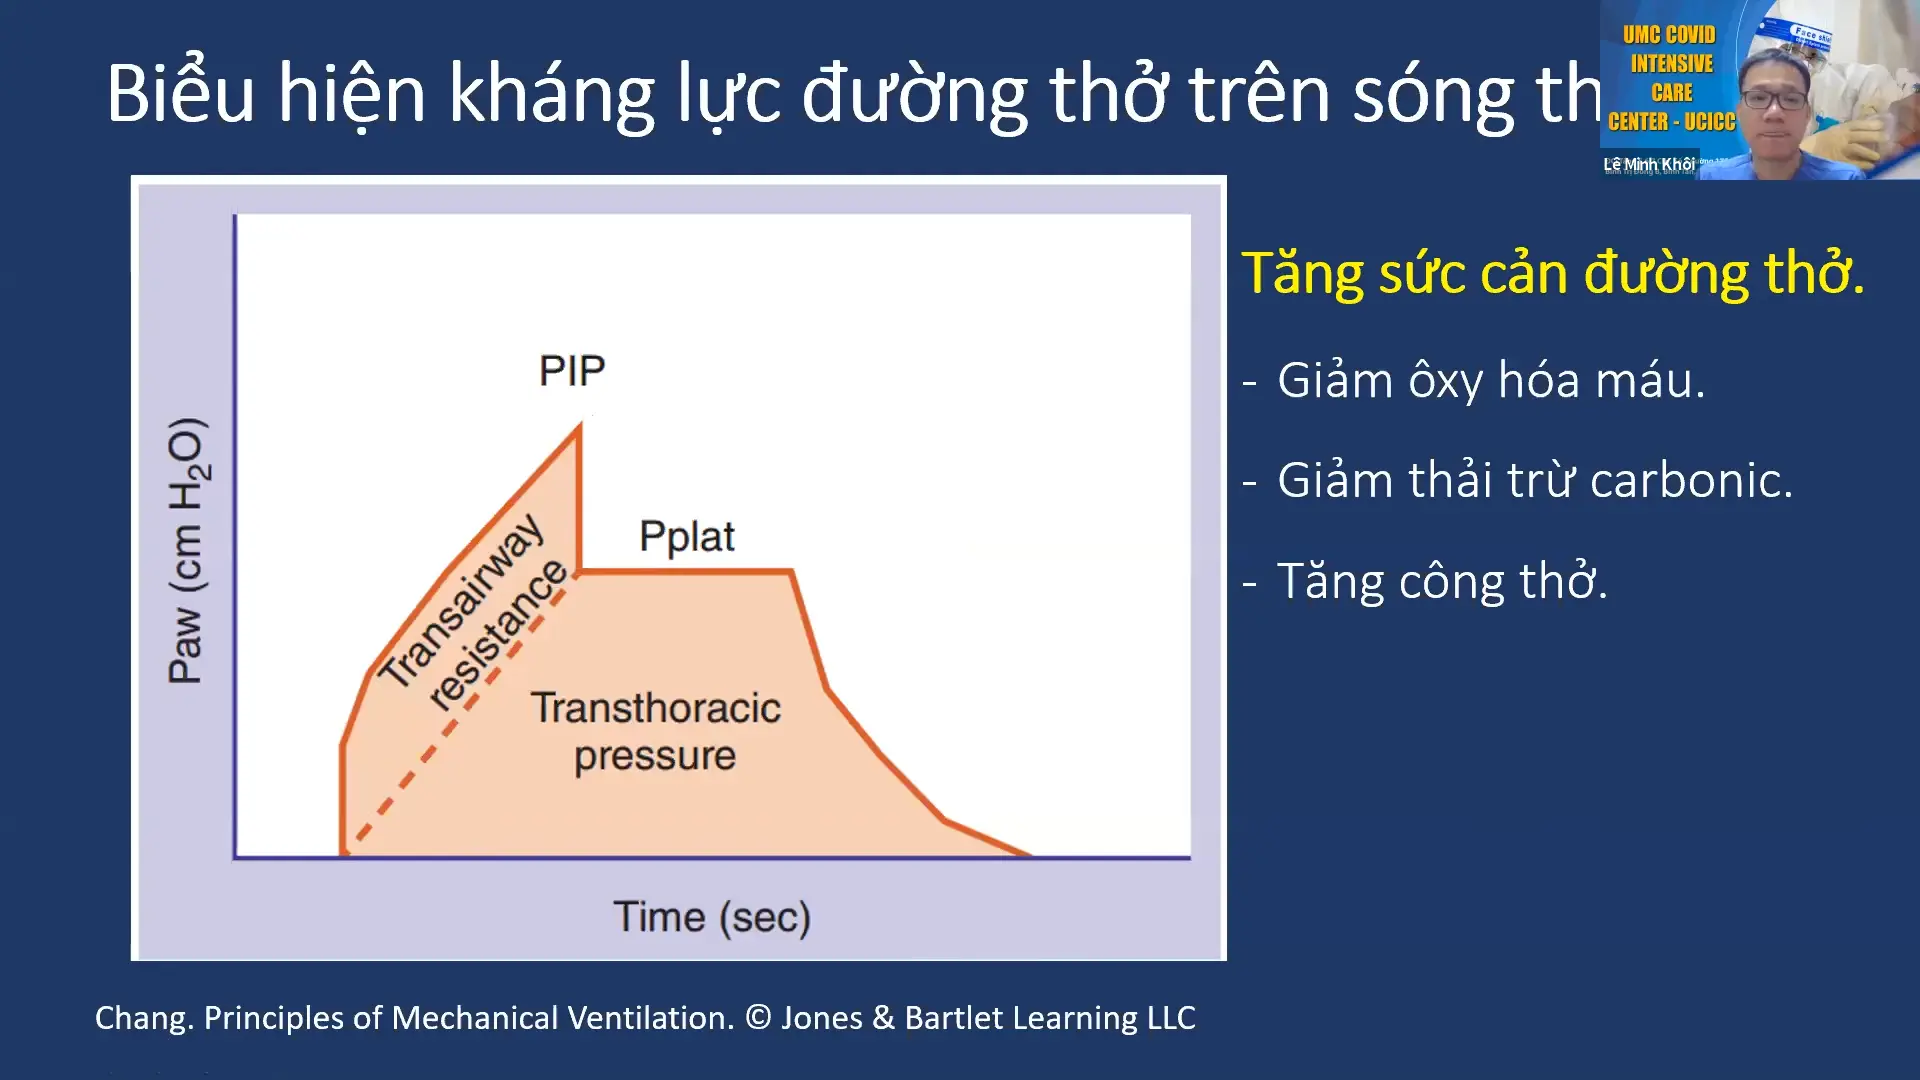 Biểu hiện kháng lực đường thở trên sóng th
UMC COVID
INTENSIVE
CARE
CENTER - UCICC
Face shield
Lê Minh Khôi
Tăng sức cản đường thở.
- Giảm ôxy hóa máu.
- Giảm thải trừ carbonic.
- Tăng công thở.
PIP
Pplat
Transairway
resistance
Transthoracic
pressure
Paw (cm H₂O)
Time (sec)
Chang. Principles of Mechanical Ventilation. © Jones & Bartlet Learning LLC